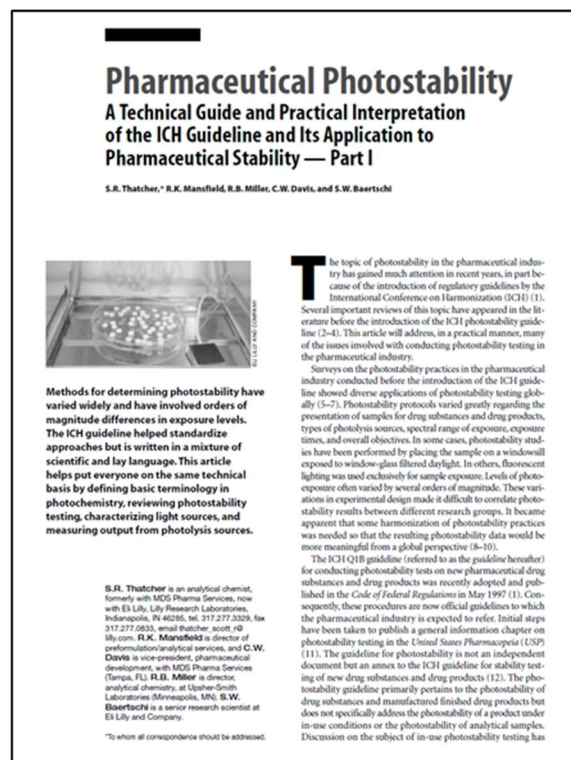 Pharmaceutical Photostability
A Technical Guide and Practical Interpretation
of the ICH Guideline and Its Application to
Pharmaceutical Stability — Part I
S.R. Thatcher,* R.K. Mansfield, R.B. Miller, C.W. Davis, and S.W. Baertschi
ELI LILLY AND COMPANY
Methods for determining photostability have
varied widely and have involved orders of
magnitude differences in exposure levels.
The ICH guideline helped standardize
approaches but is written in a mixture of
scientific and lay language. This article
helps put everyone on the same technical
basis by defining basic terminology in
photochemistry, reviewing photostability
testing, characterizing light sources, and
measuring output from photolysis sources.
S.R. Thatcher is an analytical chemist,
formerly with MDS Pharma Services, now
with Eli Lilly, Lilly Research Laboratories,
Indianapolis, IN 46285, tel. 317.277.3329, fax
317.277.0833, email thatcher_scott_r@
lilly.com. R.K. Mansfield is director of
preformulation/analytical services, and C.W.
Davis is vice-president, pharmaceutical
development, with MDS Pharma Services
(Tampa, FL). R.B. Miller is director,
analytical chemistry, at Upsher-Smith
Laboratories (Minneapolis, MN). S.W.
Baertschi is a senior research scientist at
Eli Lilly and Company.
*To whom all correspondence should be addressed.
The topic of photostability in the pharmaceutical indus-
try has gained much attention in recent years, in part be-
cause of the introduction of regulatory guidelines by the
International Conference on Harmonization (ICH) (1).
Several important reviews of this topic have appeared in the lit-
erature before the introduction of the ICH photostability guide-
line (2–4). This article will address, in a practical manner, many
of the issues involved with conducting photostability testing in
the pharmaceutical industry.
Surveys on the photostability practices in the pharmaceutical
industry conducted before the introduction of the ICH guide-
line showed diverse applications of photostability testing glob-
ally (5–7). Photostability protocols varied greatly regarding the
presentation of samples for drug substances and drug products,
types of photolysis sources, spectral range of exposure, exposure
times, and overall objectives. In some cases, photostability stud-
ies have been performed by placing the sample on a windowsill
exposed to window-glass filtered daylight. In others, fluorescent
lighting was used exclusively for sample exposure. Levels of photo-
exposure often varied by several orders of magnitude. These vari-
ations in experimental design made it difficult to correlate photo-
stability results between different research groups. It became
apparent that some harmonization of photostability practices
was needed so that the resulting photostability data would be
more meaningful from a global perspective (8–10).
The ICH Q1B guideline (referred to as the guideline hereafter)
for conducting photostability tests on new pharmaceutical drug
substances and drug products was recently adopted and pub-
lished in the Code of Federal Regulations in May 1997 (1). Con-
sequently, these procedures are now official guidelines to which
the pharmaceutical industry is expected to refer. Initial steps
have been taken to publish a general information chapter on
photostability testing in the United States Pharmacopeia (USP)
(11). The guideline for photostability is not an independent
document but an annex to the ICH guideline for stability test-
ing of new drug substances and drug products (12). The pho-
tostability guideline primarily pertains to the photostability of
drug substances and manufactured finished drug products but
does not specifically address the photostability of a product under
in-use conditions or the photostability of analytical samples.
Discussion on the subject of in-use photostability testing has